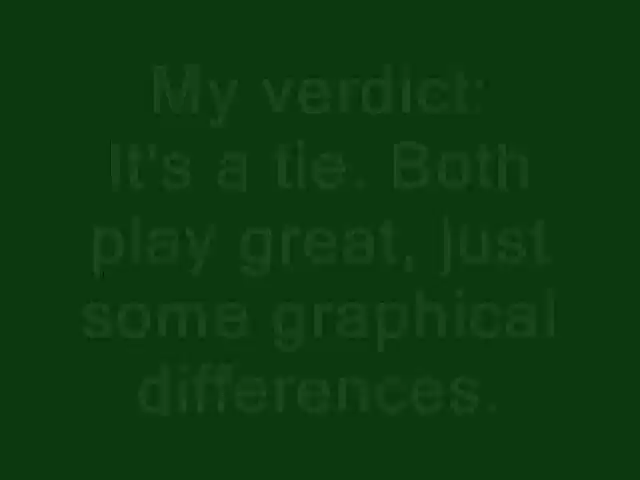 My verdict:
It's a tie. Both
play great, just
some graphical
differences.